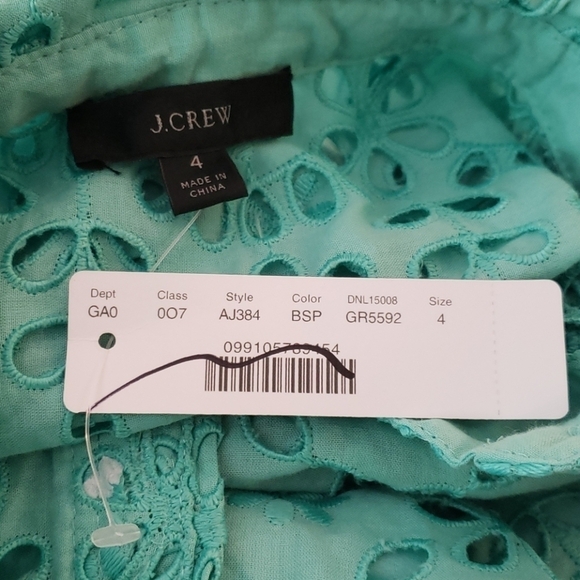 J.CREW
4
MADE IN
CHINA
Dept Class Style Color DNL15008 Size
GA0 0O7 AJ384 BSP GR5592 4